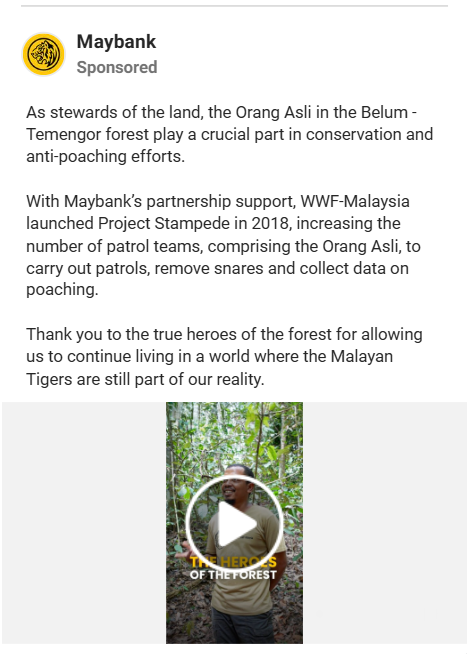 Maybank
Sponsored
As stewards of the land, the Orang Asli in the Belum -
Temengor forest play a crucial part in conservation and
anti-poaching efforts.
With Maybank’s partnership support, WWF-Malaysia
launched Project Stampede in 2018, increasing the
number of patrol teams, comprising the Orang Asli, to
carry out patrols, remove snares and collect data on
poaching.
Thank you to the true heroes of the forest for allowing
us to continue living in a world where the Malayan
Tigers are still part of our reality.
THE HEROES
OF THE FOREST